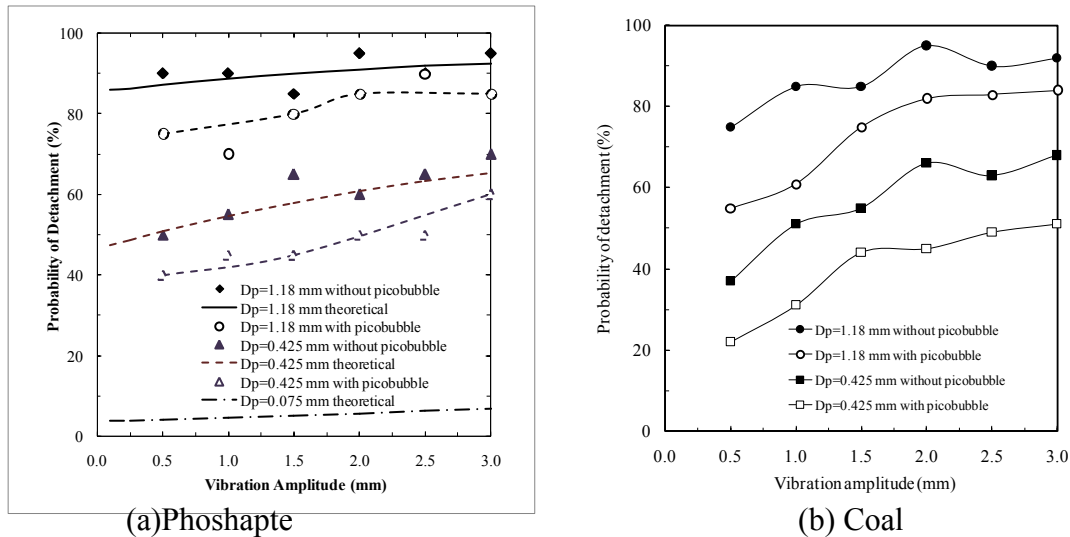 100
80
60
40
20
0
Probability of Detachment (%)
Dp=1.18 mm without picobubble
Dp=1.18 mm theoretical
Dp=1.18 mm with picobubble
Dp=0.425 mm without picobubble
Dp=0.425 mm theoretical
Dp=0.425 mm with picobubble
Dp=0.075 mm theoretical
0.0 0.5 1.0 1.5 2.0 2.5 3.0
Vibration Amplitude (mm)
(a)Phoshapte
100
80
60
40
20
0
Probability of detachment (%)
Dp=1.18 mm without picobubble
Dp=1.18 mm with picobubble
Dp=0.425 mm without picobubble
Dp=0.425 mm with picobubble
0.0 0.5 1.0 1.5 2.0 2.5 3.0
Vibration amplitude (mm)
(b) Coal